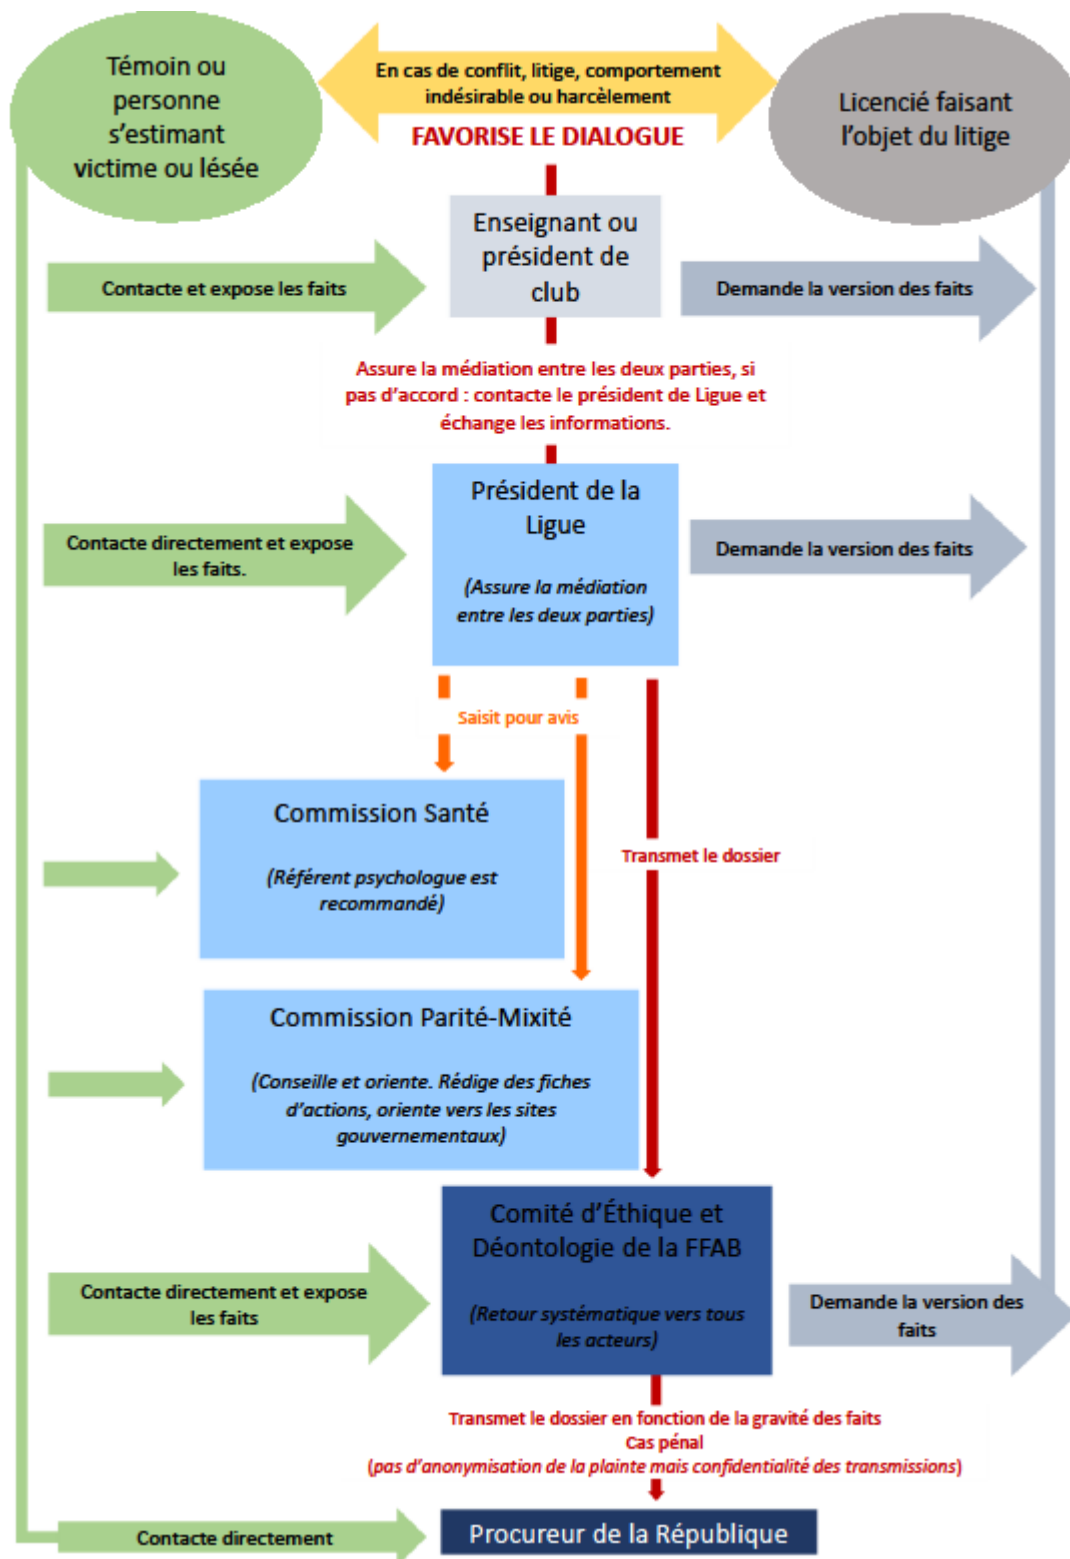 Témoin ou
personne
s'estimant
victime ou lésée
En cas de conflit, litige, comportement
indésirable ou harcèlement
FAVORISE LE DIALOGUE
Licencié faisant
l'objet du litige
Enseignant ou
président de
club
Contacte et expose les faits
Demande la version des faits
Assure la médiation entre les deux parties, si
pas d'accord : contacte le président de Ligue et
échange les informations.
Président de la
Ligue
(Assure la médiation
entre les deux parties)
Contacte directement et expose
les faits.
Demande la version des faits
Saisit pour avis
Commission Santé
(Référent psychologue est
recommandé)
Transmet le dossier
Commission Parité-Mixité
(Conseille et oriente. Rédige des fiches
d'actions, oriente vers les sites
gouvernementaux)
Comité d'Éthique et
Déontologie de la FFAB
(Retour systématique vers tous
les acteurs)
Contacte directement et expose
les faits
Demande la version des
faits
Transmet le dossier en fonction de la gravité des faits
Cas pénal
(pas d'anonymisation de la plainte mais confidentialité des transmissions)
Contacte directement
Procureur de la République